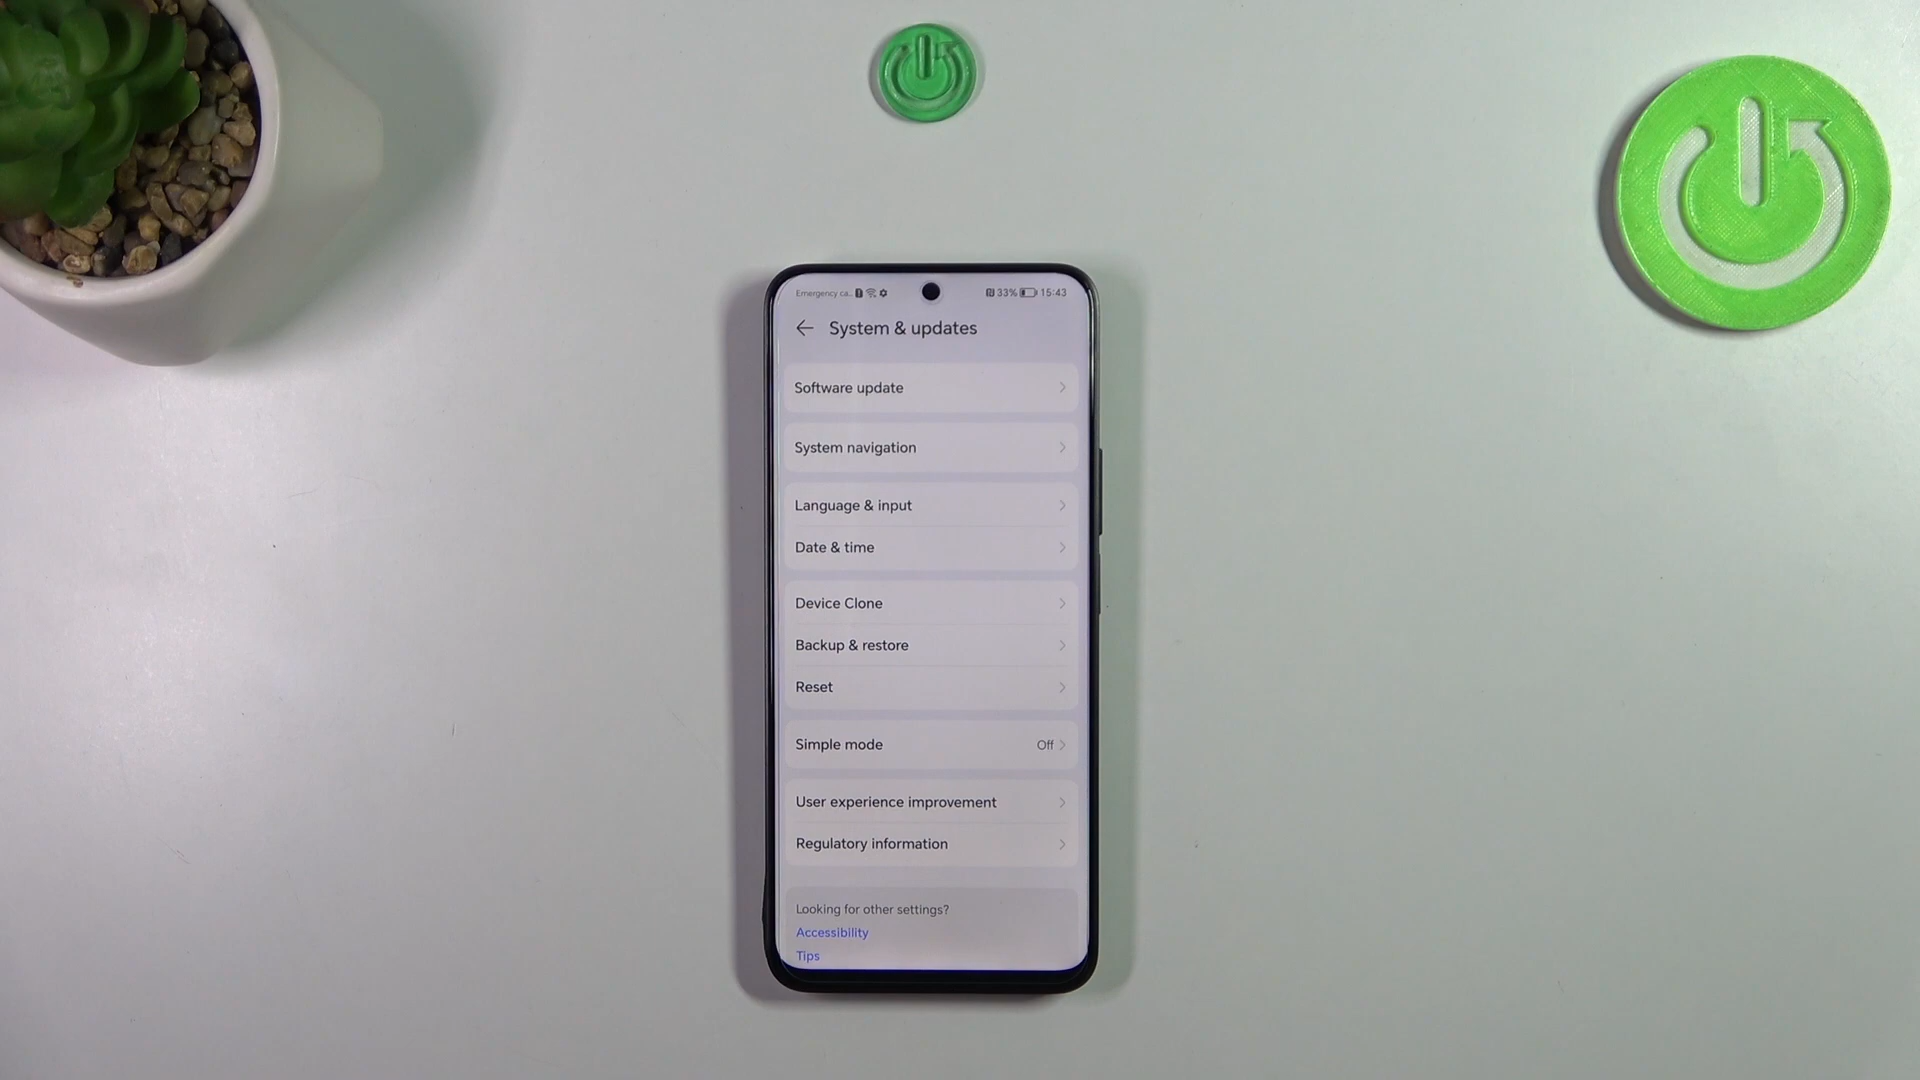 Emergency ca... 33% 15:43
System & updates
Software update
System navigation
Language & input
Date & time
Device Clone
Backup & restore
Reset
Simple mode Off
User experience improvement
Regulatory information
Looking for other settings?
Accessibility
Tips